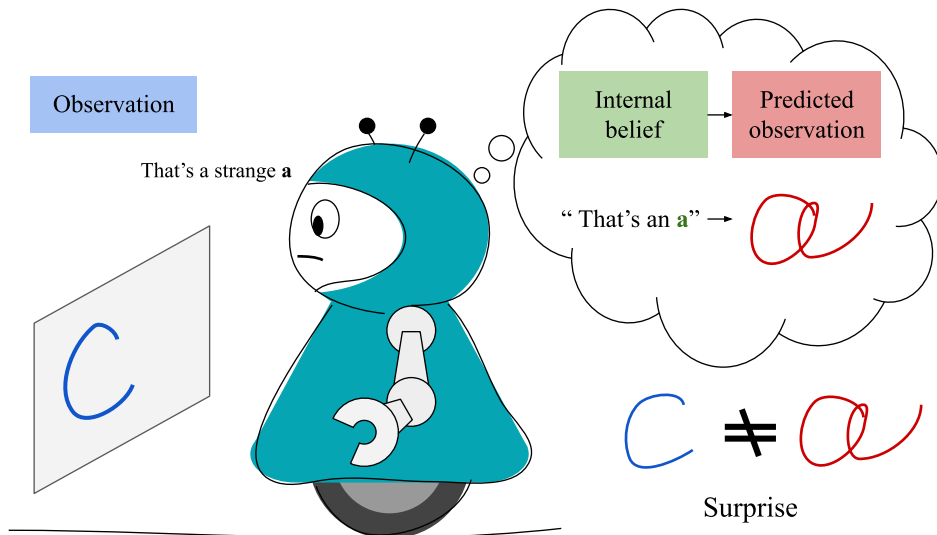 Observation
That's a strange a
Internal
belief
Predicted
observation
“ That's an a”
a
C
C ≠ a
Surprise